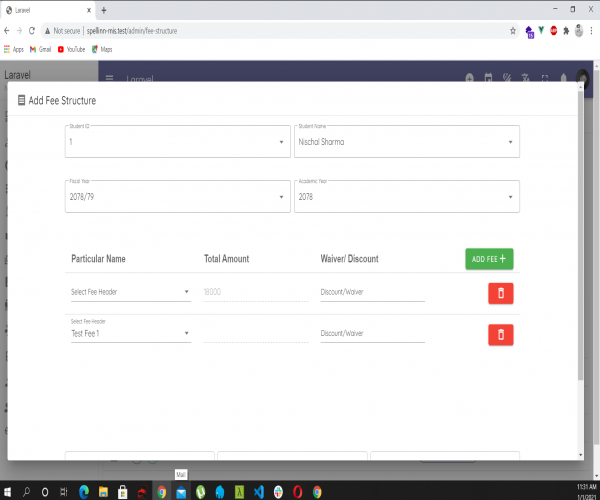 Laravel
Not secure | spellinn-mis.test/admin/fee-structure
Apps Gmail YouTube Maps
Laravel
Laravel
Add Fee Structure
Student ID
1
Student Name
Nischal Sharma
Fiscal Year
2078/79
Academic Year
2078
Particular Name Total Amount Waiver/ Discount ADD FEE +
Select Fee Header 18000 Discount/Waiver
Select Fee Header
Test Fee 1 Discount/Waiver
Mail
11:31 AM
1/1/2021